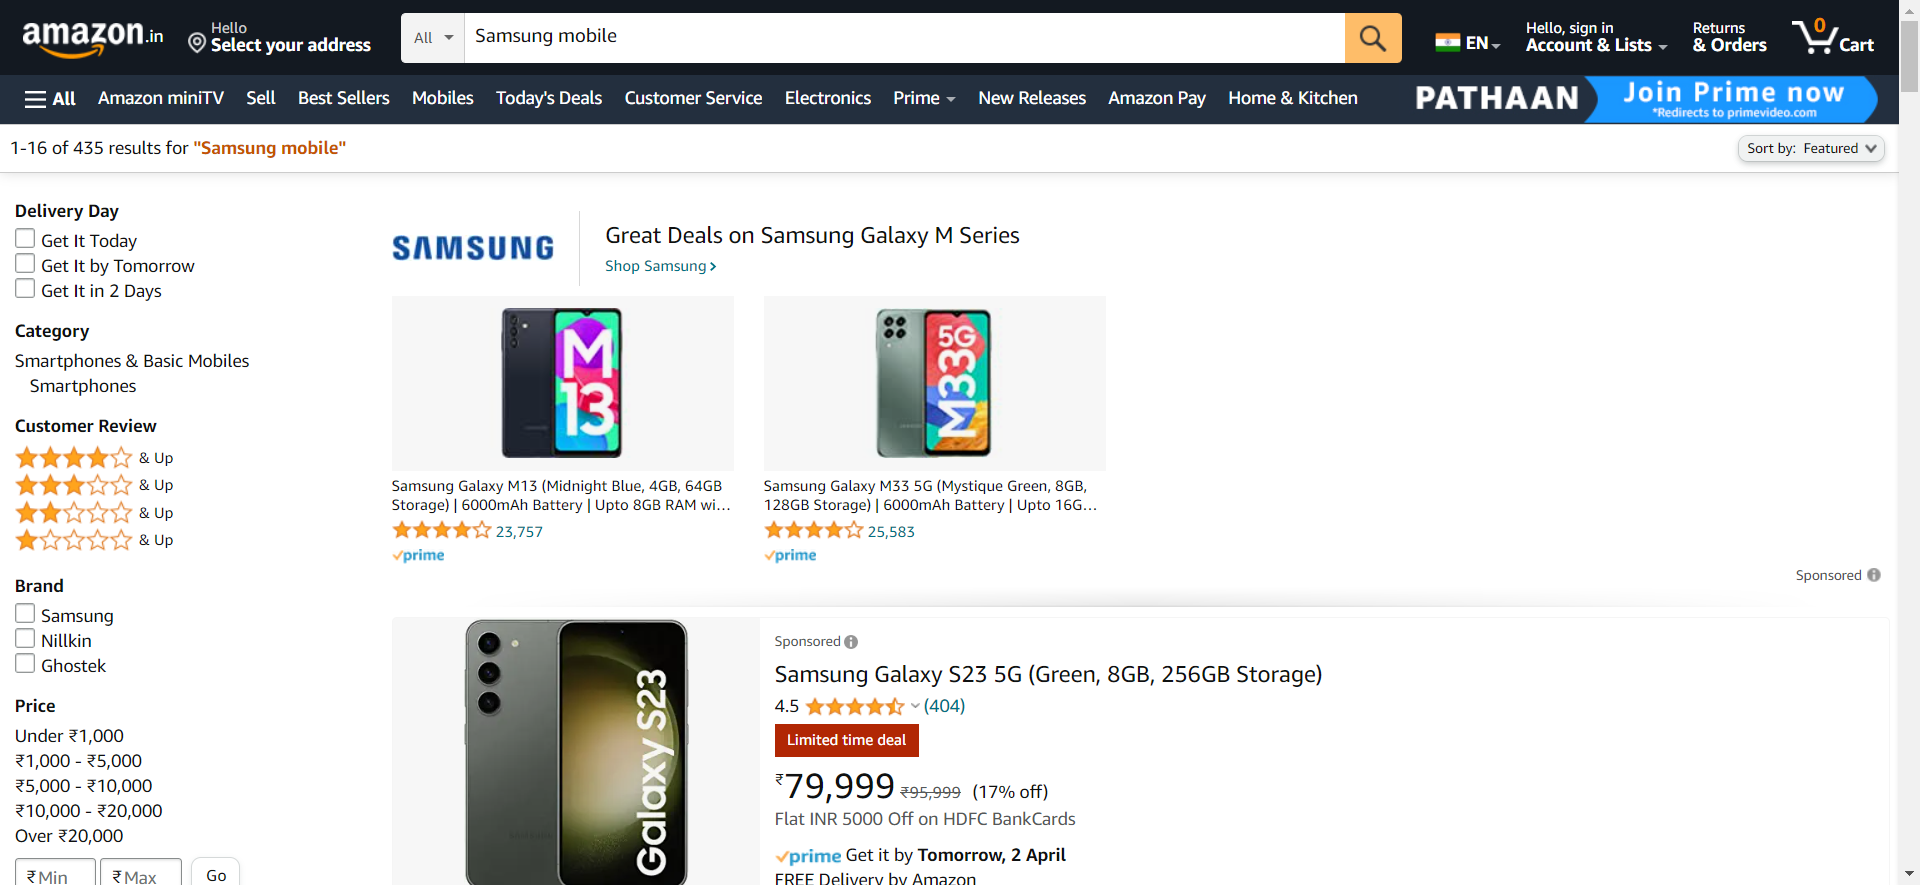 amazon.in
Hello
Select your address
All
Samsung mobile
EN
Hello, sign in
Account & Lists
Returns
& Orders
0
Cart
All
Amazon miniTV
Sell
Best Sellers
Mobiles
Today's Deals
Customer Service
Electronics
Prime
New Releases
Amazon Pay
Home & Kitchen
PATHAAN
Join Prime now
*Redirects to primevideo.com
1-16 of 435 results for "Samsung mobile"
Sort by: Featured
Delivery Day
Get It Today
Get It by Tomorrow
Get It in 2 Days
Category
Smartphones & Basic Mobiles
Smartphones
Customer Review
& Up
& Up
& Up
& Up
Brand
Samsung
Nillkin
Ghostek
Price
Under ₹1,000
₹1,000 - ₹5,000
₹5,000 - ₹10,000
₹10,000 - ₹20,000
Over ₹20,000
₹ Min
₹ Max
Go
SAMSUNG
Great Deals on Samsung Galaxy M Series
Shop Samsung ›
M
13
5G
M33
Samsung Galaxy M13 (Midnight Blue, 4GB, 64GB
Storage) | 6000mAh Battery | Upto 8GB RAM wi...
23,757
prime
Samsung Galaxy M33 5G (Mystique Green, 8GB,
128GB Storage) | 6000mAh Battery | Upto 16G...
25,583
prime
Sponsored
Galaxy S23
Sponsored
Samsung Galaxy S23 5G (Green, 8GB, 256GB Storage)
4.5
(404)
Limited time deal
₹79,999 ₹95,999 (17% off)
Flat INR 5000 Off on HDFC BankCards
prime Get it by Tomorrow, 2 April
FREE Delivery by Amazon